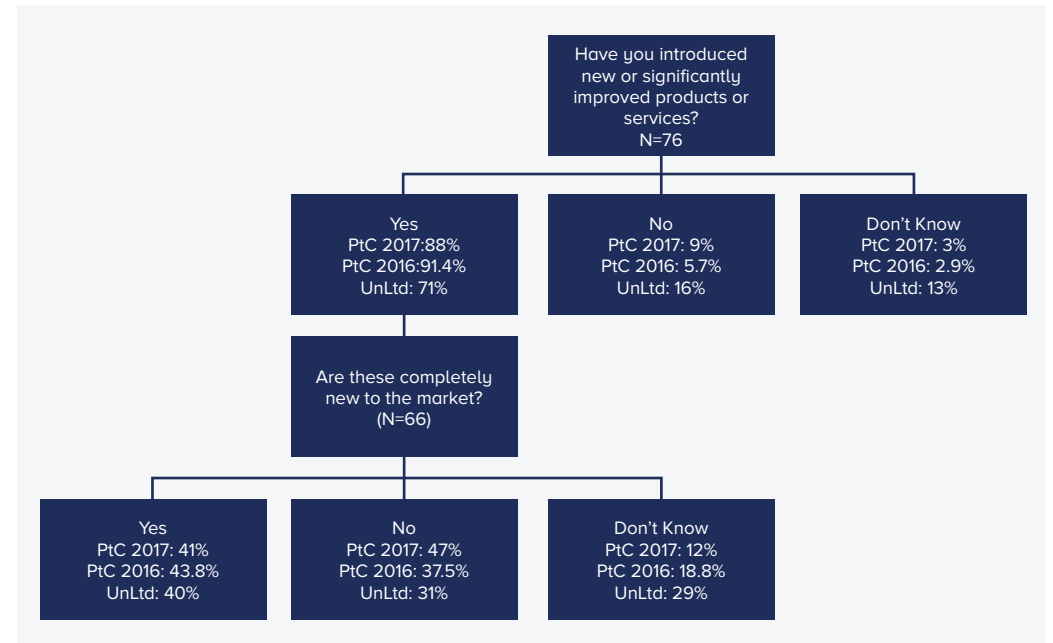 Have you introduced
new or significantly
improved products or
services?
N=76
Yes
PtC 2017:88%
PtC 2016:91.4%
UnLtd: 71%
No
PtC 2017: 9%
PtC 2016: 5.7%
UnLtd: 16%
Don’t Know
PtC 2017: 3%
PtC 2016: 2.9%
UnLtd: 13%
Are these completely
new to the market?
(N=66)
Yes
PtC 2017: 41%
PtC 2016: 43.8%
UnLtd: 40%
No
PtC 2017: 47%
PtC 2016: 37.5%
UnLtd: 31%
Don’t Know
PtC 2017: 12%
PtC 2016: 18.8%
UnLtd: 29%